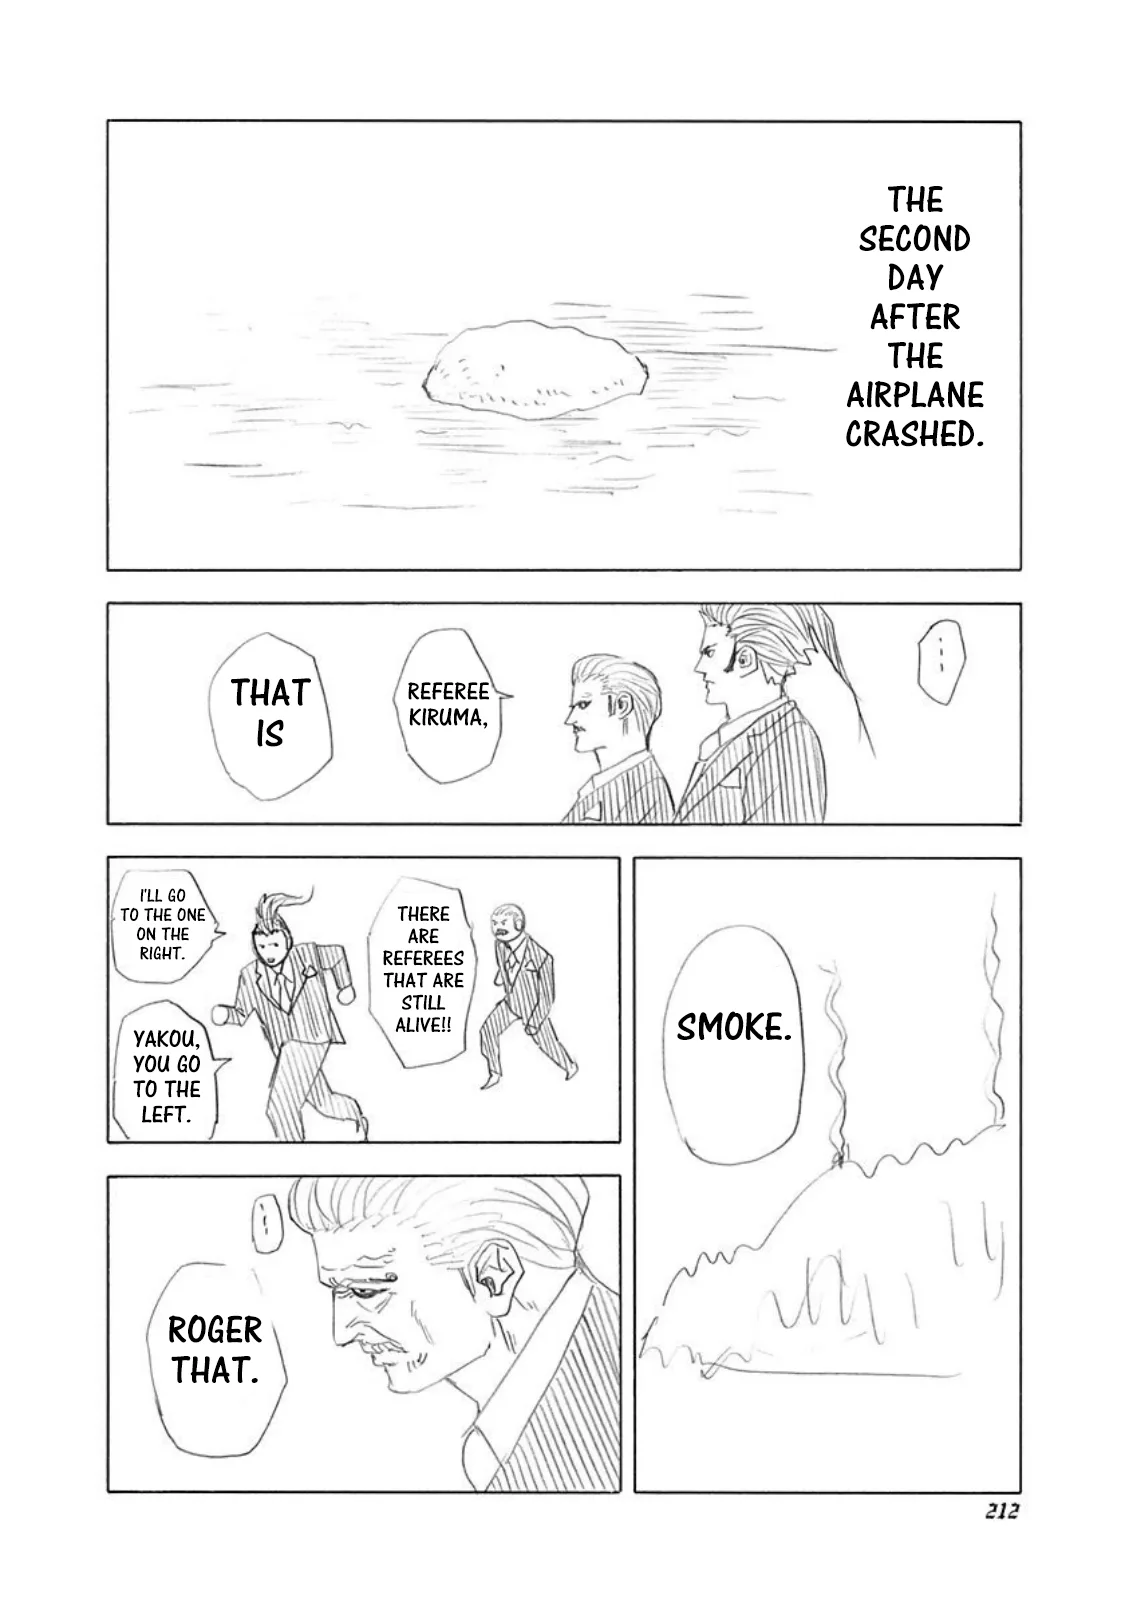 THE
SECOND
DAY
AFTER
THE
AIRPLANE
CRASHED.
REFEREE
KIRUMA,
THAT
IS
SMOKE.
THERE
ARE
REFEREES
THAT ARE
STILL
ALIVE!!
I'LL GO
TO THE ONE
ON THE
RIGHT.
YAKOU,
YOU GO
TO THE
LEFT.
ROGER
THAT.
212